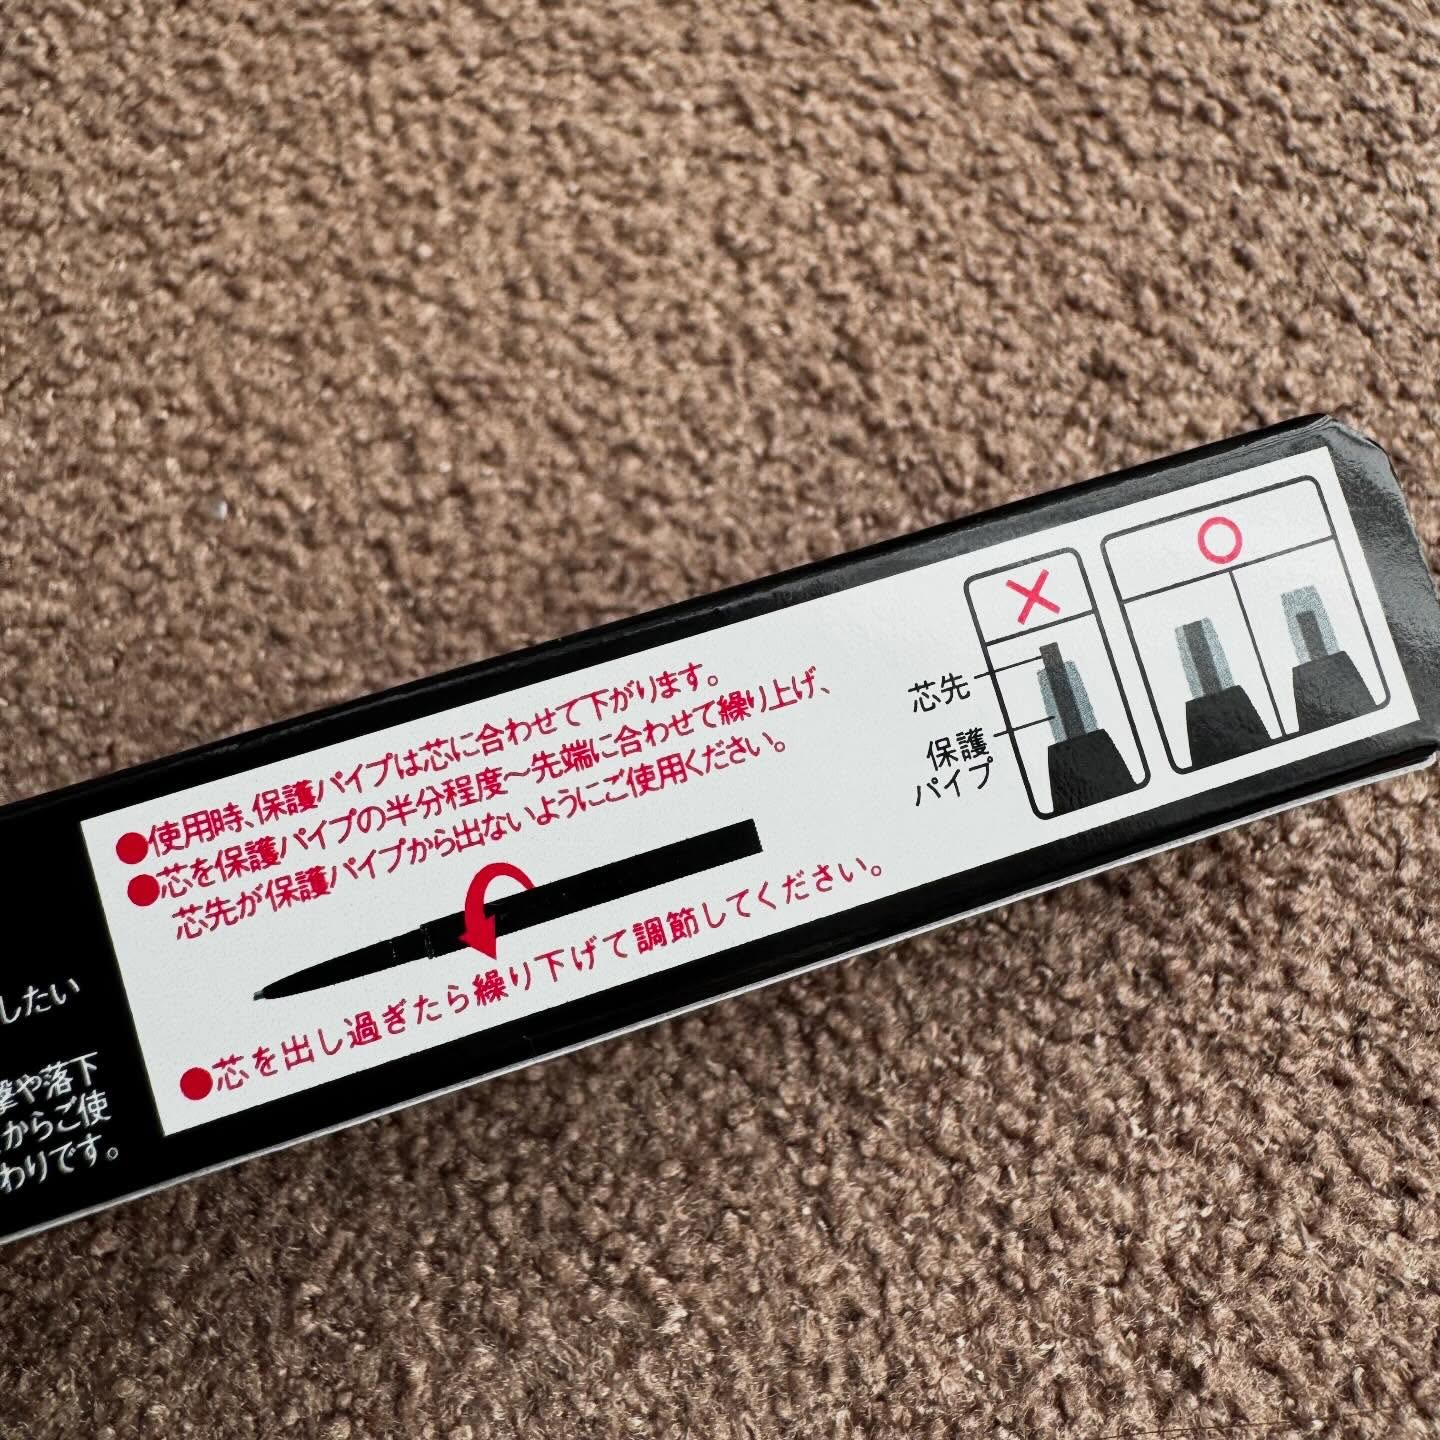 ●使用時、保護パイプは芯に合わせて下がります。
●芯を保護パイプの半分程度～先端に合わせて繰り上げ、
芯先が保護パイプから出ないようにご使用ください。
●芯を出し過ぎたら繰り下げて調節してください。
芯先
保護
パイプ
したい
撃や落下
からご使
わりです。